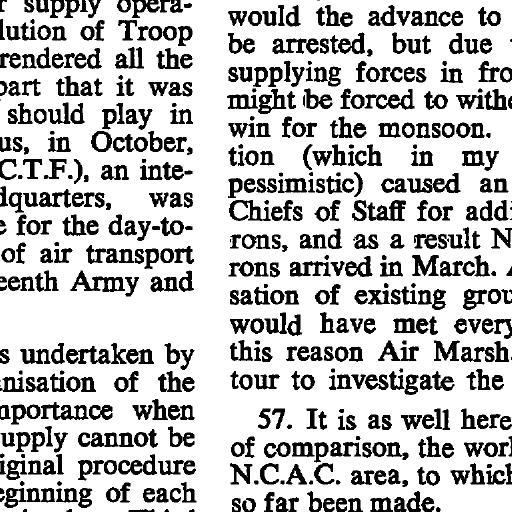 supply opera-
lution of Troop
rendered all the
part that it was
should play in
us, in October,
C.T.F.), an inte-
dquarters, was
for the day-to-
of air transport
eenth Army and
s undertaken by
nisation of the
mportance when
upply cannot be
iginal procedure
eginning of each
would the advance to
be arrested, but due
supplying forces in fro
might be forced to withd
win for the monsoon.
tion (which in my
pessimistic) caused an
Chiefs of Staff for addi
rons, and as a result N
rons arrived in March.
sation of existing grou
would have met every
this reason Air Marsh
tour to investigate the
57. It is as well here
of comparison, the worl
N.C.A.C. area, to which
so far been made.